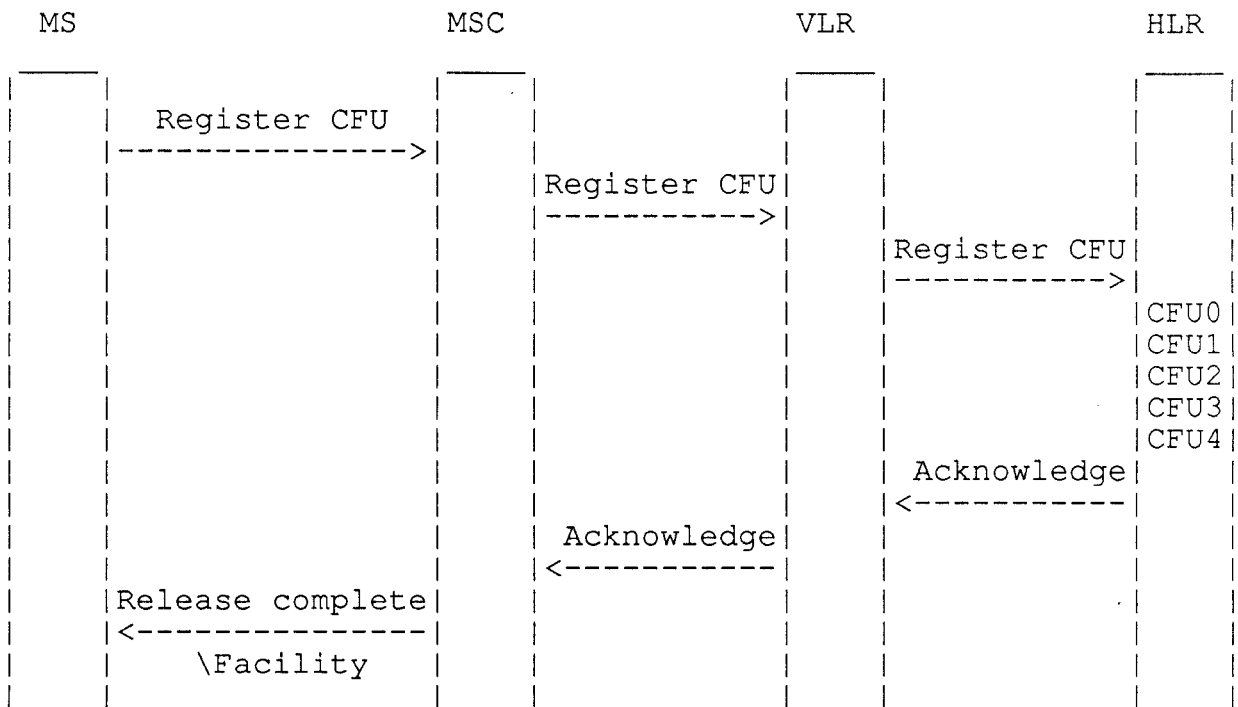 MS MSC VLR HLR
Register CFU
Register CFU
Register CFU
CFU0
CFU1
CFU2
CFU3
CFU4
Acknowledge
Acknowledge
Release complete
\Facility